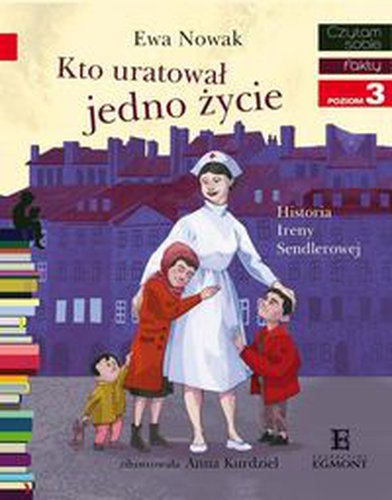 Ewa Nowak
Czytam
sobie
fakty
POZIOM 3
Kto uratował
jedno życie
Historia
Ireny
Sendlerowej
zilustrowała Anna Kurdziel
E
EGMONT